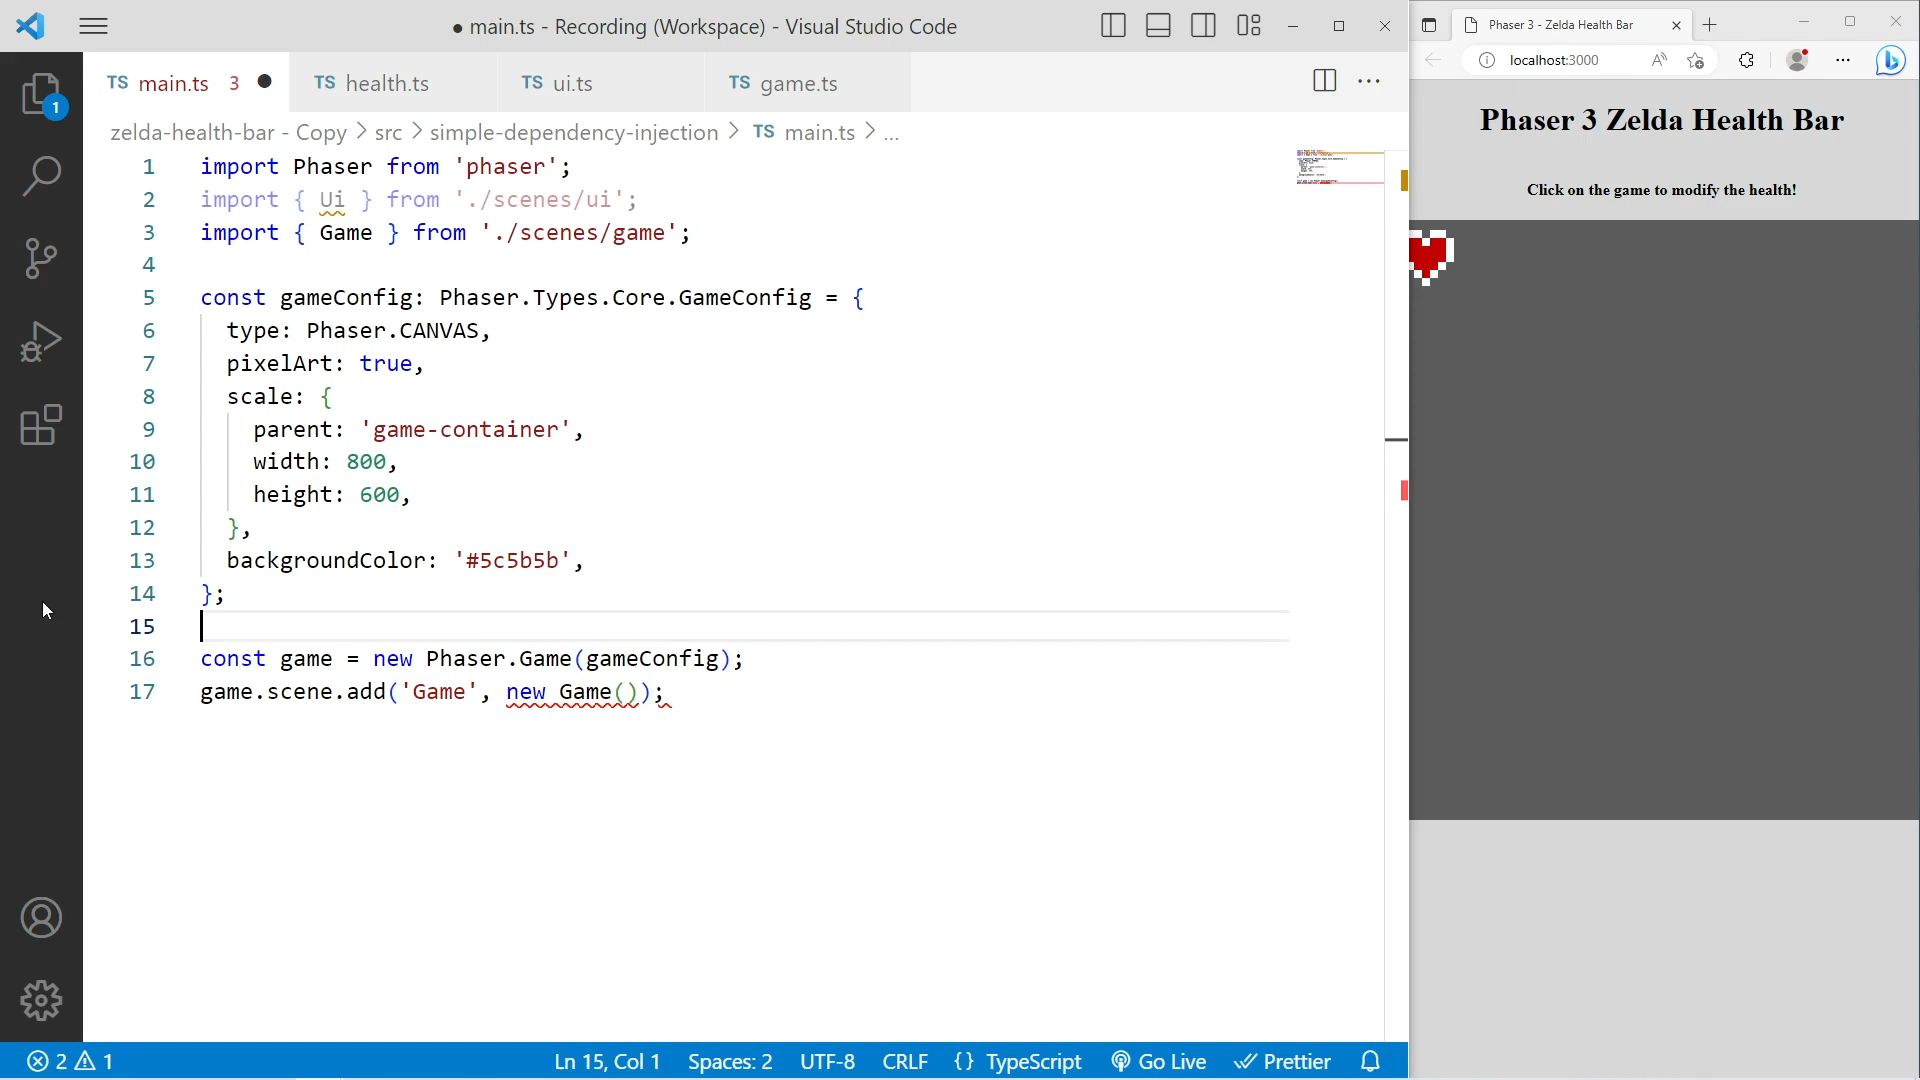 ● main.ts - Recording (Workspace) - Visual Studio Code
TS main.ts 3 ●
TS health.ts
TS ui.ts
TS game.ts
zelda-health-bar - Copy > src > simple-dependency-injection > TS main.ts > ...
1 import Phaser from 'phaser';
2 import { Ui } from './scenes/ui';
3 import { Game } from './scenes/game';
4
5 const gameConfig: Phaser.Types.Core.GameConfig = {
6 type: Phaser.CANVAS,
7 pixelArt: true,
8 scale: {
9 parent: 'game-container',
10 width: 800,
11 height: 600,
12 },
13 backgroundColor: '#5c5b5b',
14 };
15
16 const game = new Phaser.Game(gameConfig);
17 game.scene.add('Game', new Game());
1
2 1
Ln 15, Col 1
Spaces: 2
UTF-8
CRLF
{} TypeScript
Go Live
Prettier
Phaser 3 - Zelda Health Bar
localhost:3000
Phaser 3 Zelda Health Bar
Click on the game to modify the health!